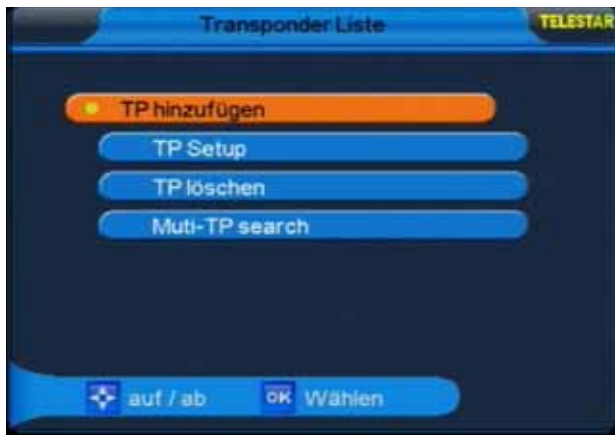 Transponder Liste
TELESTAR
TP hinzufügen
TP Setup
TP löschen
Muti-TP search
auf / ab OK Wählen